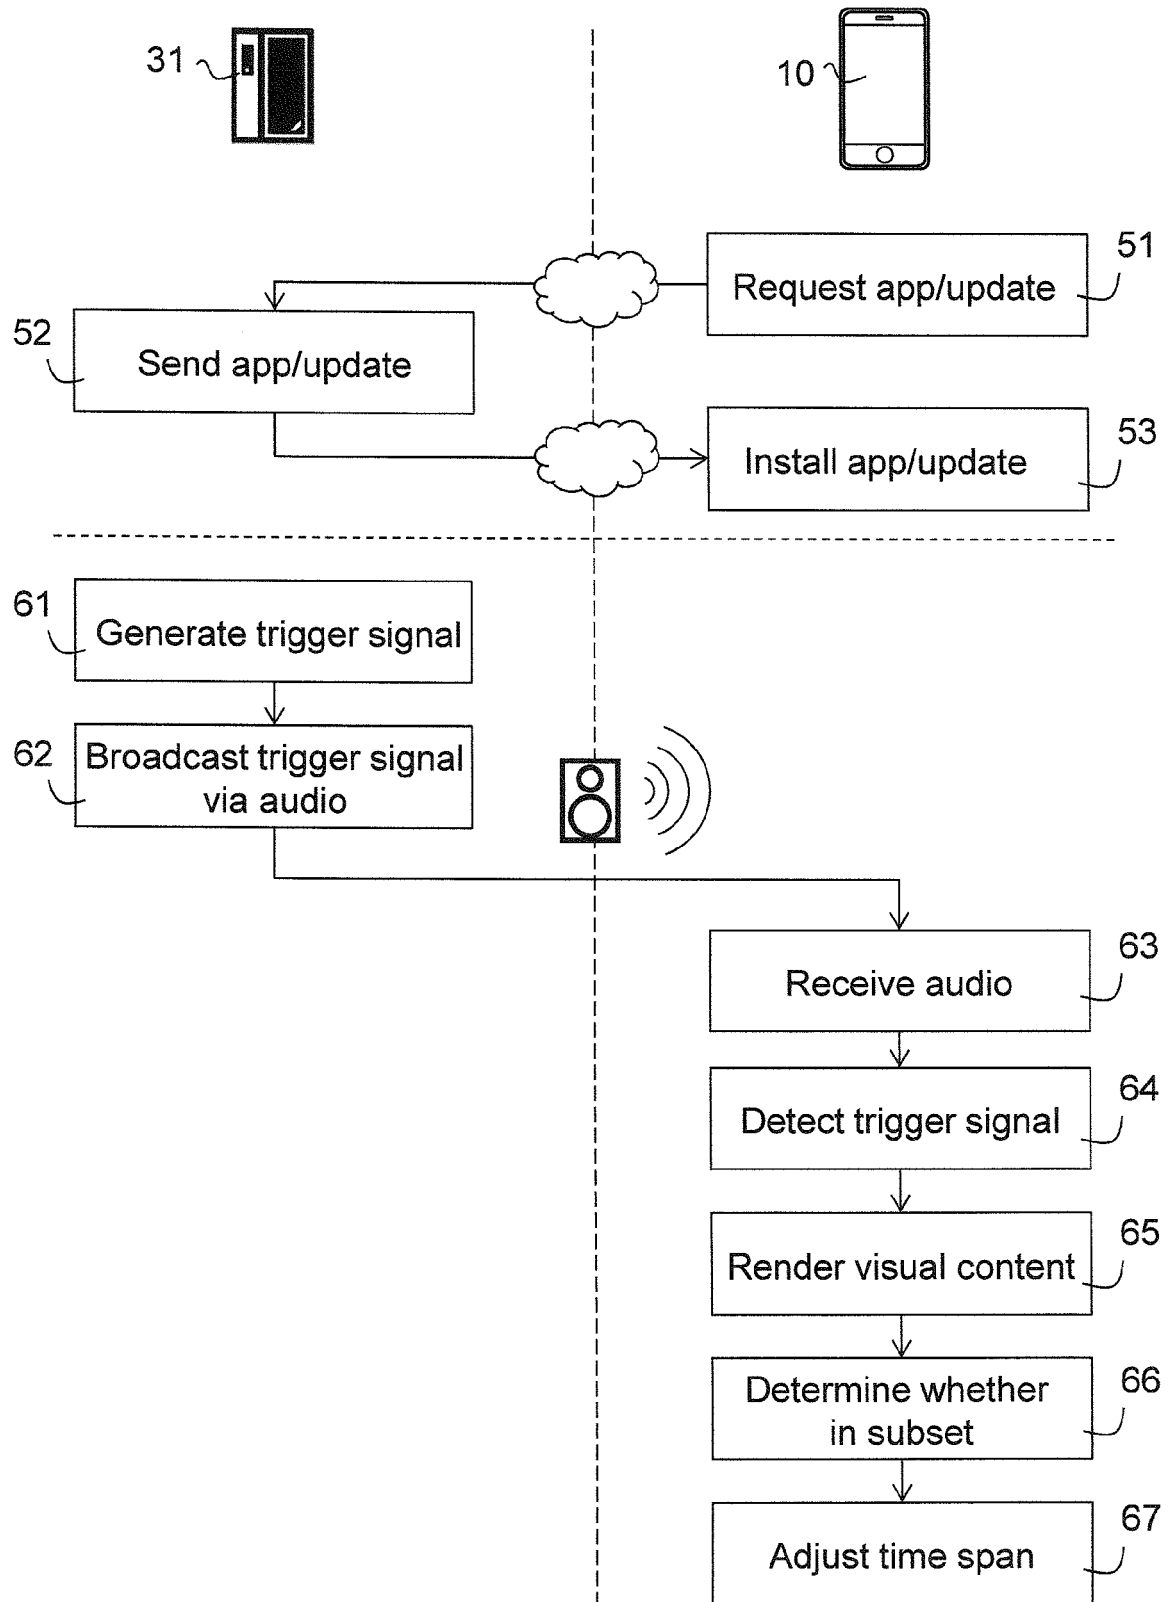 31
10
51
Request app/update
52
Send app/update
53
Install app/update
61
Generate trigger signal
62
Broadcast trigger signal
via audio
63
Receive audio
64
Detect trigger signal
65
Render visual content
66
Determine whether
in subset
67
Adjust time span